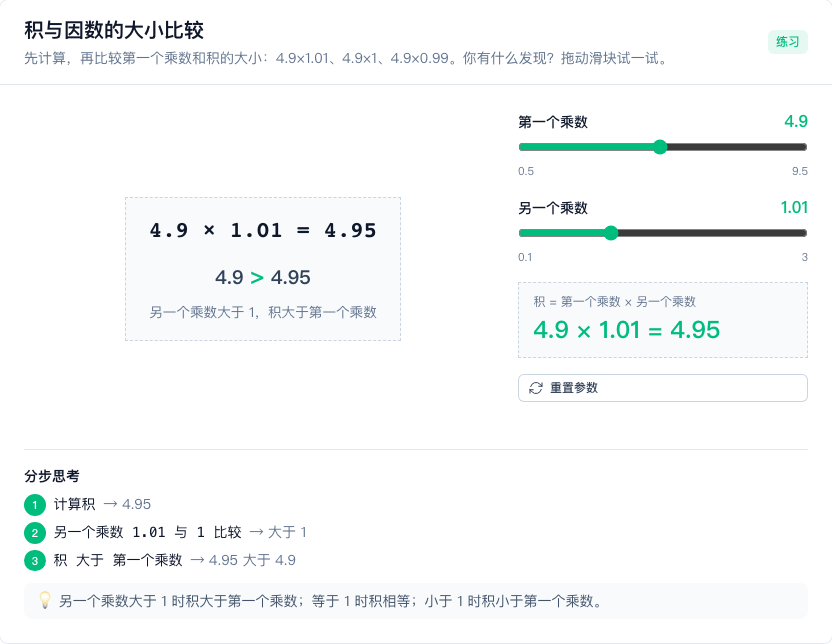 积与因数的大小比较
先计算，再比较第一个乘数和积的大小：4.9×1.01、4.9×1、4.9×0.99。你有什么发现？拖动滑块试一试。
练习
4.9 × 1.01 = 4.95
4.9 > 4.95
另一个乘数大于 1，积大于第一个乘数
第一个乘数
4.9
0.5
9.5
另一个乘数
1.01
0.1
3
积 = 第一个乘数 × 另一个乘数
4.9 × 1.01 = 4.95
重置参数
分步思考
1 计算积 → 4.95
2 另一个乘数 1.01 与 1 比较 → 大于 1
3 积 大于 第一个乘数 → 4.95 大于 4.9
💡 另一个乘数大于 1 时积大于第一个乘数；等于 1 时积相等；小于 1 时积小于第一个乘数。